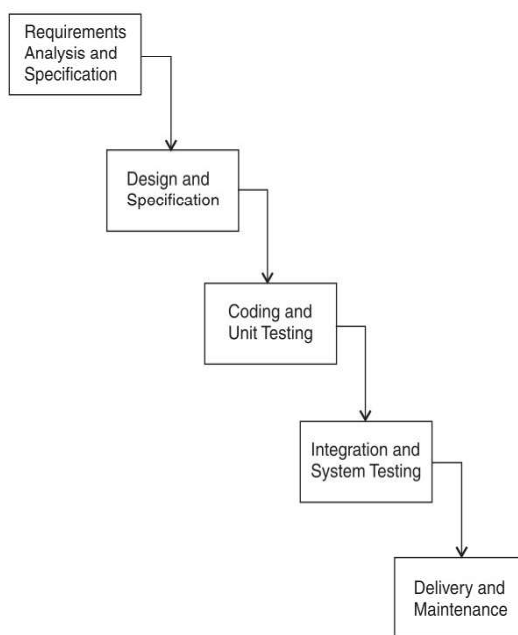 Requirements
Analysis and
Specification
Design and
Specification
Coding and
Unit Testing
Integration and
System Testing
Delivery and
Maintenance